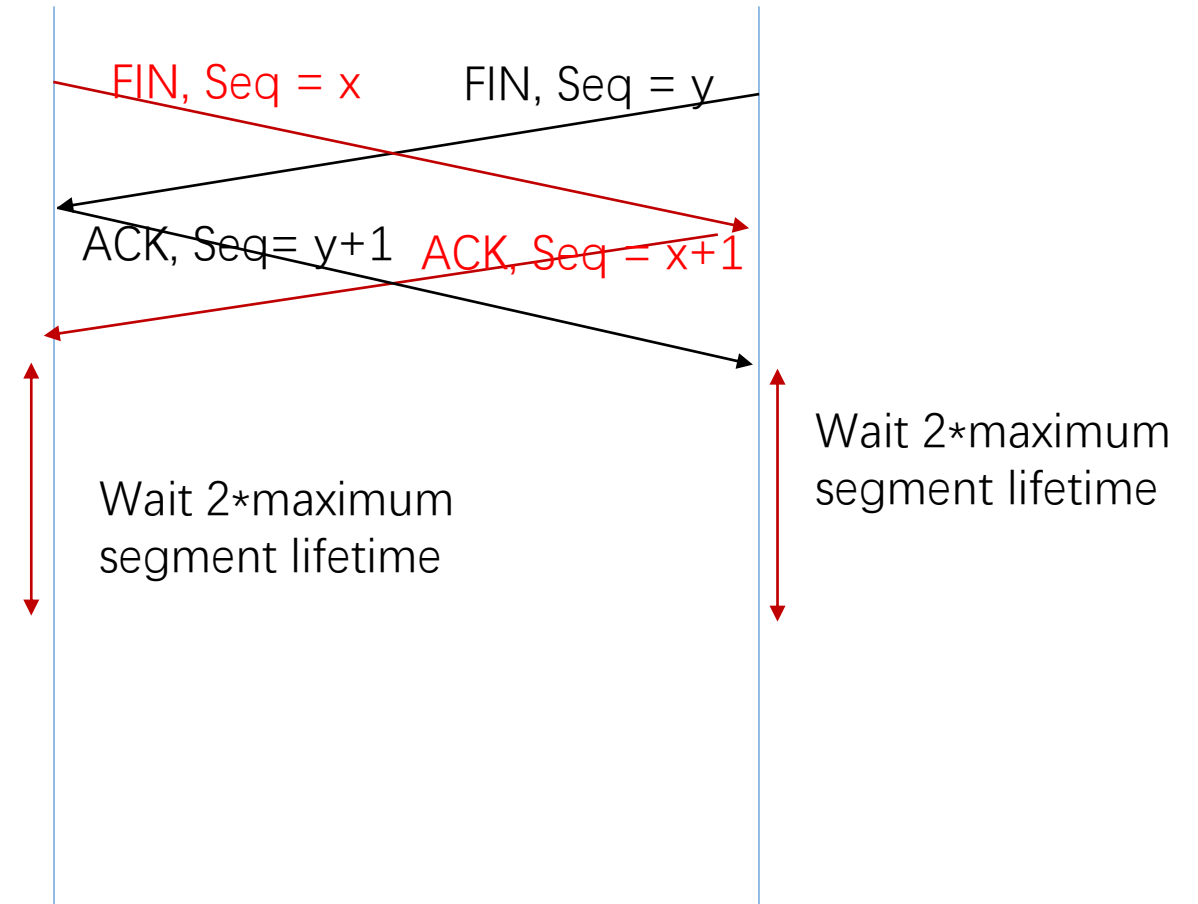 FIN, Seq = x
FIN, Seq = y
ACK, Seq= y+1
ACK, Seq = x+1
Wait 2*maximum
segment lifetime
Wait 2*maximum
segment lifetime